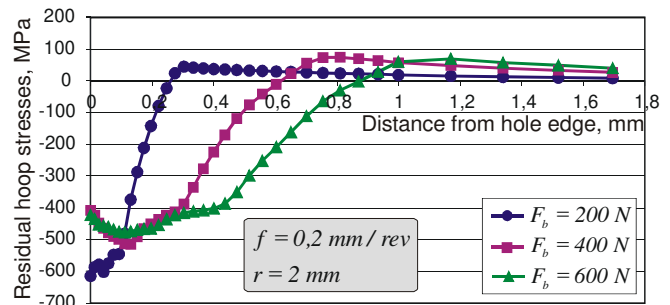 Residual hoop stresses, MPa
200
100
0
-100
-200
-300
-400
-500
-600
-700
0 0,2 0,4 0,6 0,8 1 1,2 1,4 1,6 1,8
Distance from hole edge, mm
f = 0,2 mm / rev
r = 2 mm
F_b = 200 N
F_b = 400 N
F_b = 600 N